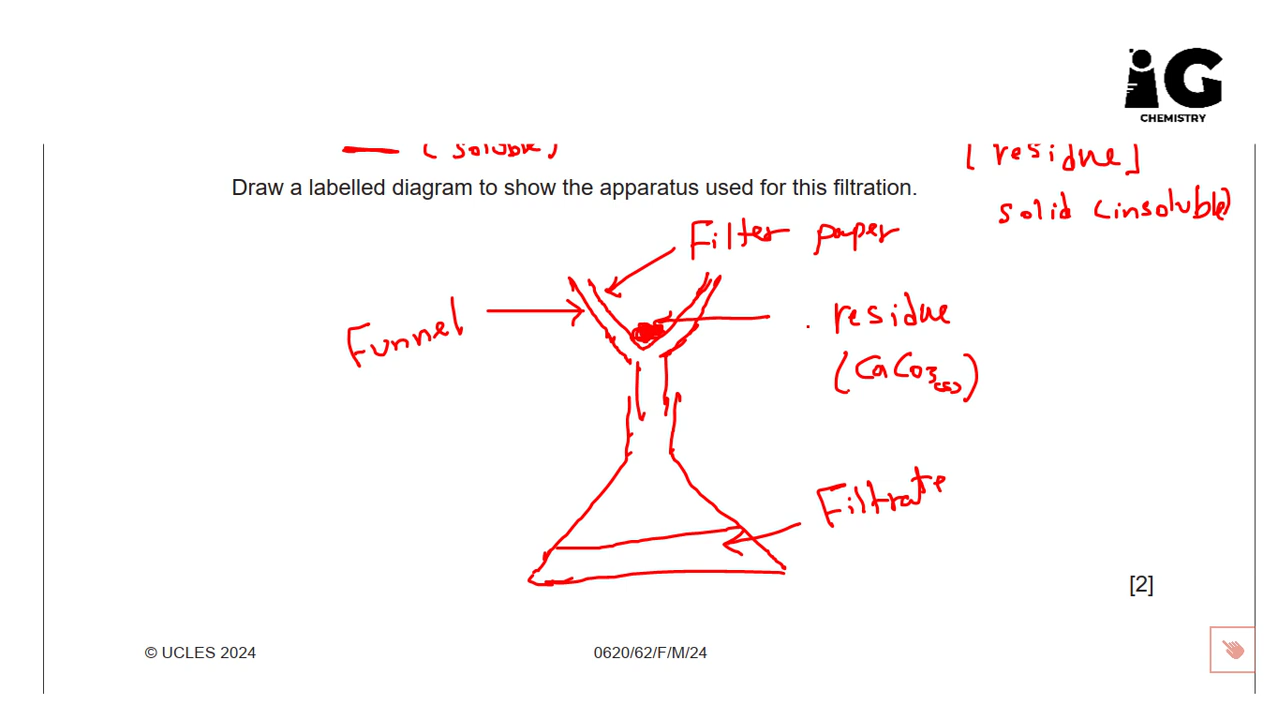 iG
CHEMISTRY
(soluble)
[residue]
Draw a labelled diagram to show the apparatus used for this filtration.
solid (insoluble)
Filter paper
Funnel
residue
(CaCO3(s))
Filtrate
[2]
© UCLES 2024
0620/62/F/M/24